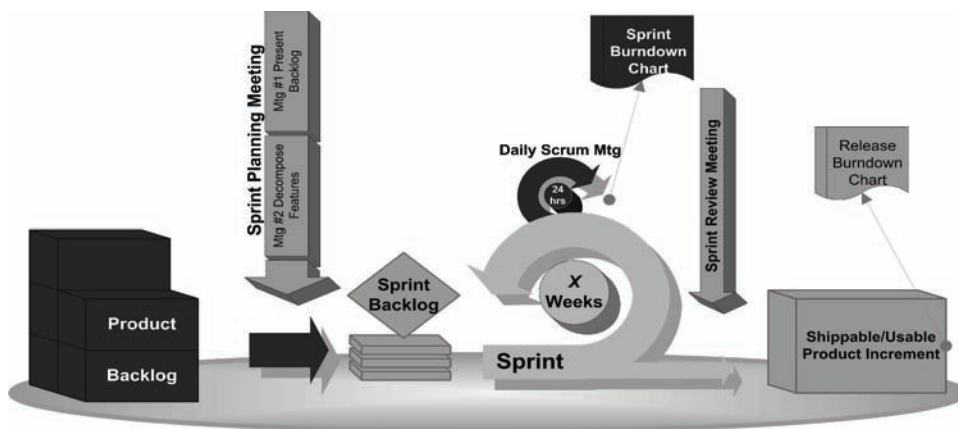 Sprint Planning Meeting
Mtg #1 Present
Backlog
Mtg #2 Decompose
Features
Sprint
Burndown
Chart
Daily Scrum Mtg
24
hrs
Sprint Review Meeting
Release
Burndown
Chart
Product
Backlog
Sprint
Backlog
X
Weeks
Sprint
Shippable/Usable
Product Increment